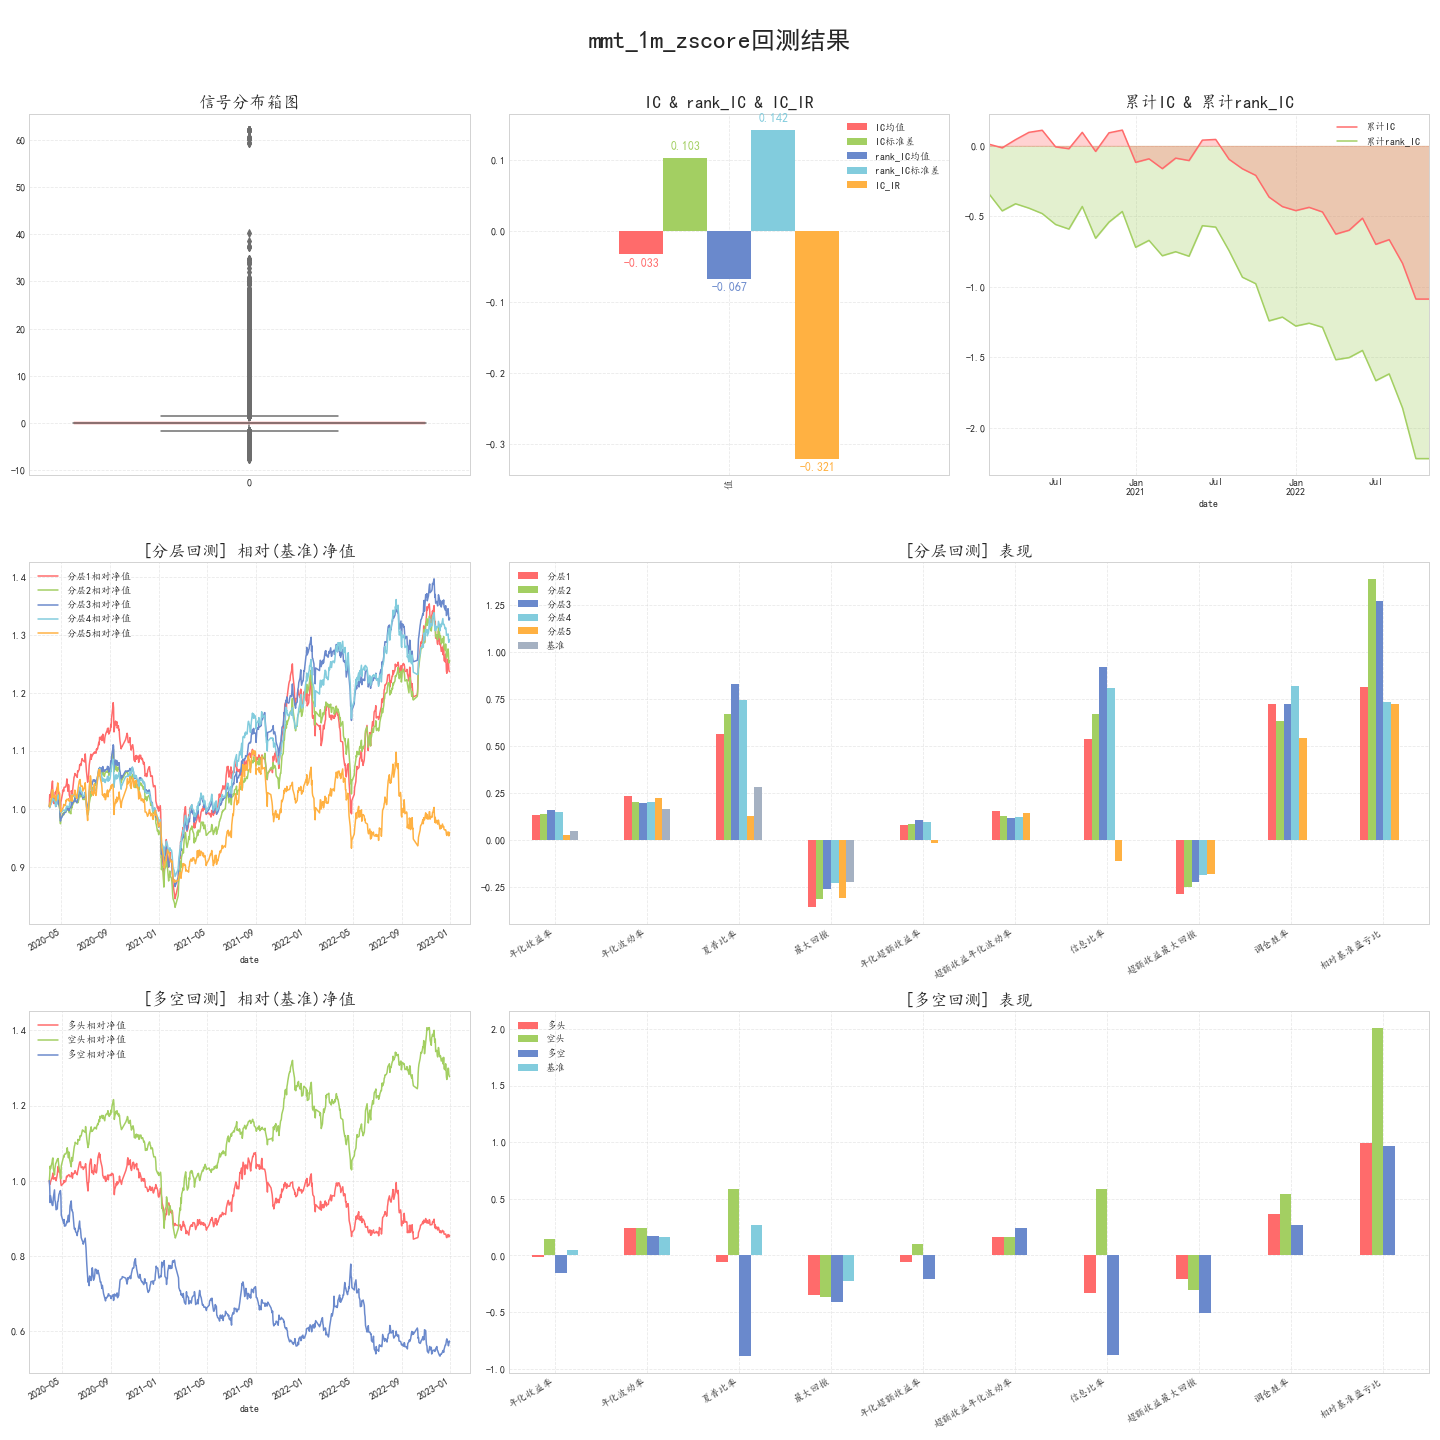 mmt_1m_zscore回测结果
信号分布箱图
60
50
40
30
20
10
0
-10
0
IC & rank_IC & IC_IR
0.142
0.103
-0.033
-0.067
-0.321
IC均值
IC标准差
rank_IC均值
rank_IC标准差
IC_IR
0.1
0.0
-0.1
-0.2
-0.3
值
累计IC & 累计rank_IC
累计IC
累计rank_IC
0.0
-0.5
-1.0
-1.5
-2.0
Jul
Jan
2021
Jul
Jan
2022
Jul
date
[分层回测] 相对(基准)净值
分层1相对净值
分层2相对净值
分层3相对净值
分层4相对净值
分层5相对净值
1.4
1.3
1.2
1.1
1.0
0.9
2020-05
2020-09
2021-01
2021-05
2021-09
2022-01
2022-05
2022-09
2023-01
date
[分层回测] 表现
分层1
分层2
分层3
分层4
分层5
基准
1.25
1.00
0.75
0.50
0.25
0.00
-0.25
年化收益率
年化波动率
夏普比率
最大回撤
年化超额收益率
超额收益年化波动率
信息比率
超额收益最大回撤
调仓胜率
相对基准盈亏比
[多空回测] 相对(基准)净值
多头相对净值
空头相对净值
多空相对净值
1.4
1.2
1.0
0.8
0.6
2020-05
2020-09
2021-01
2021-05
2021-09
2022-01
2022-05
2022-09
2023-01
date
[多空回测] 表现
多头
空头
多空
基准
2.0
1.5
1.0
0.5
0.0
-0.5
-1.0
年化收益率
年化波动率
夏普比率
最大回撤
年化超额收益率
超额收益年化波动率
信息比率
超额收益最大回撤
调仓胜率
相对基准盈亏比